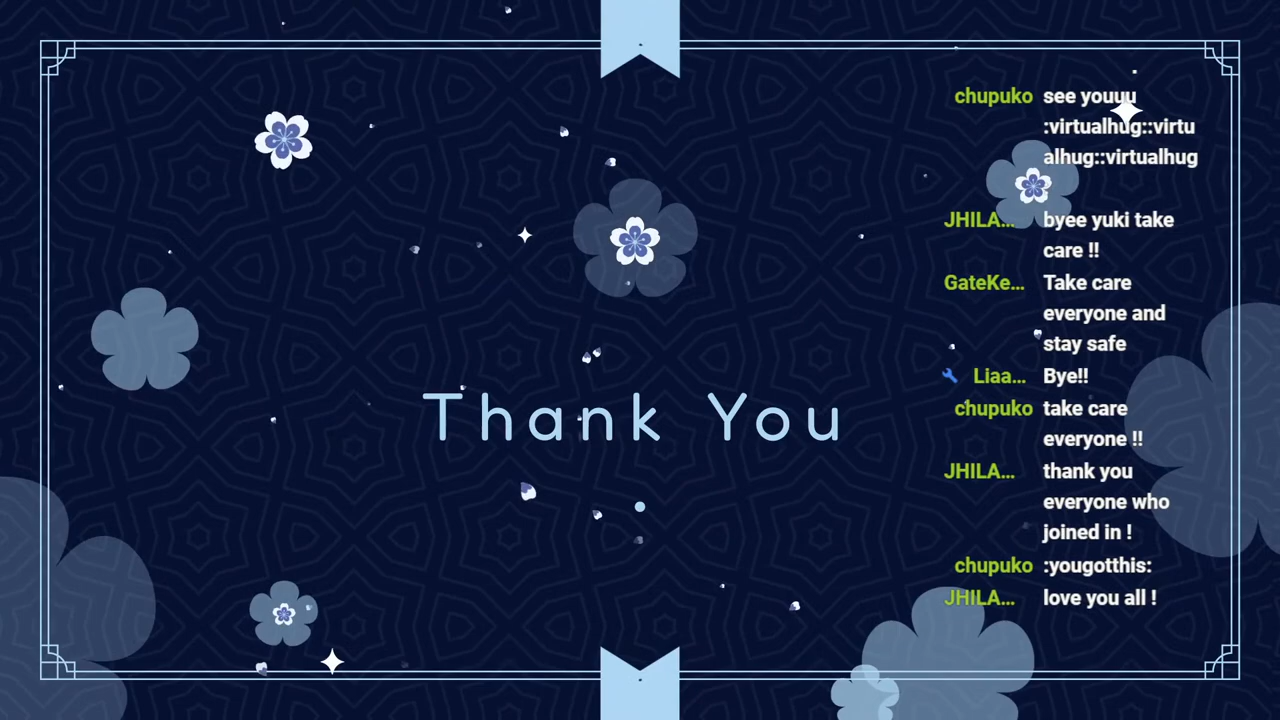 chupuko see youuu
:virtualhug::virtu
alhug::virtualhug
JHILA... byee yuki take
care !!
GateKe... Take care
everyone and
stay safe
Liaa... Bye!!
chupuko take care
everyone !!
Thank You
JHILA... thank you
everyone who
joined in !
chupuko :yougotthis:
JHILA... love you all !